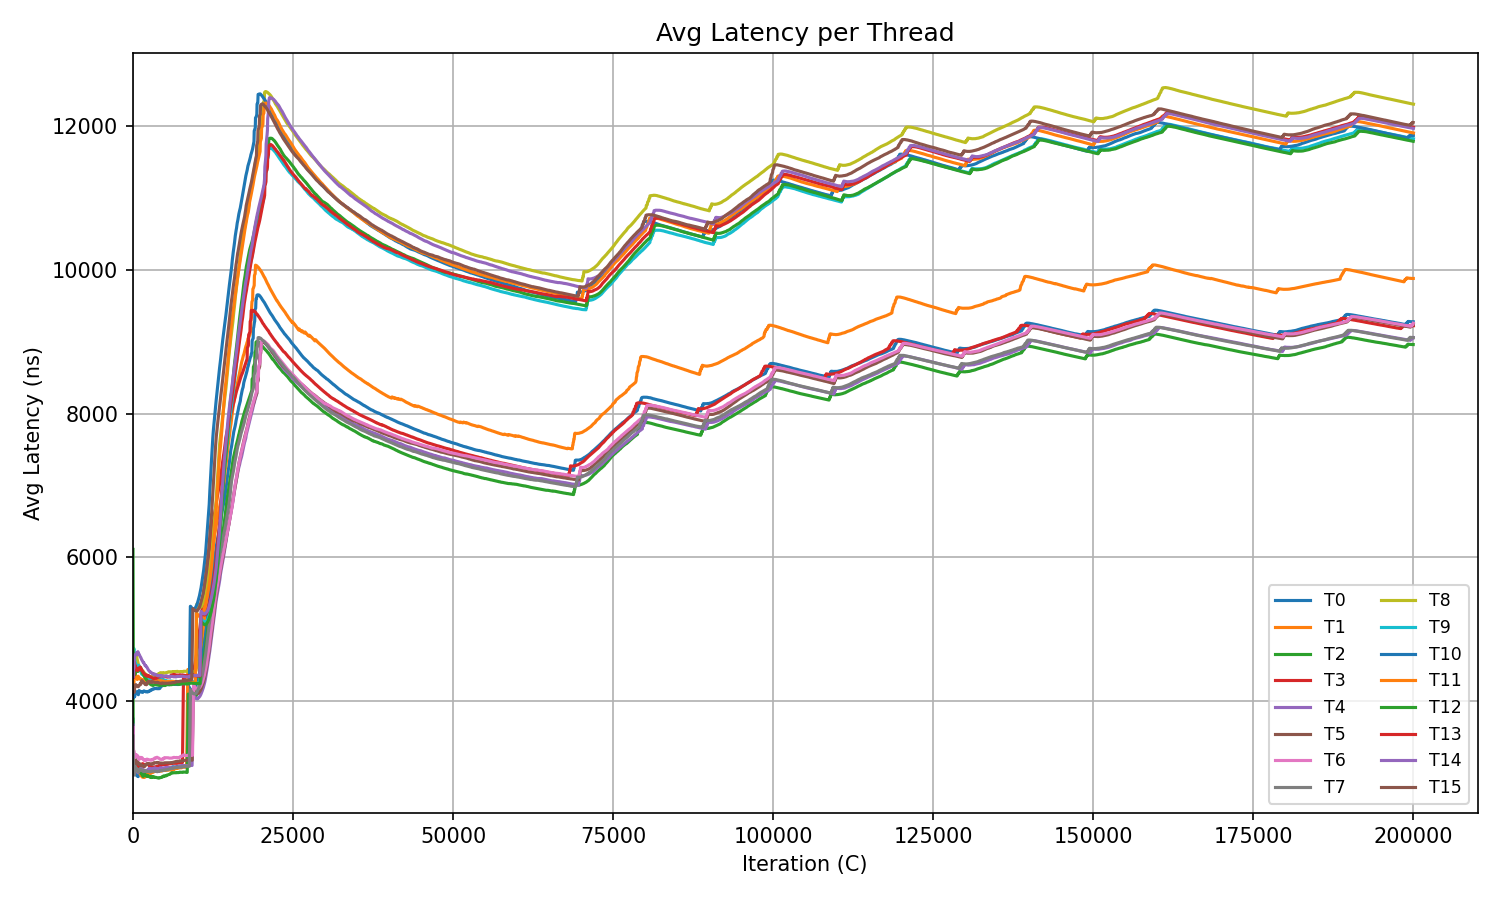 Avg Latency per Thread
Avg Latency (ns)
12000
10000
8000
6000
4000
0 25000 50000 75000 100000 125000 150000 175000 200000
Iteration (C)
T0 T8
T1 T9
T2 T10
T3 T11
T4 T12
T5 T13
T6 T14
T7 T15